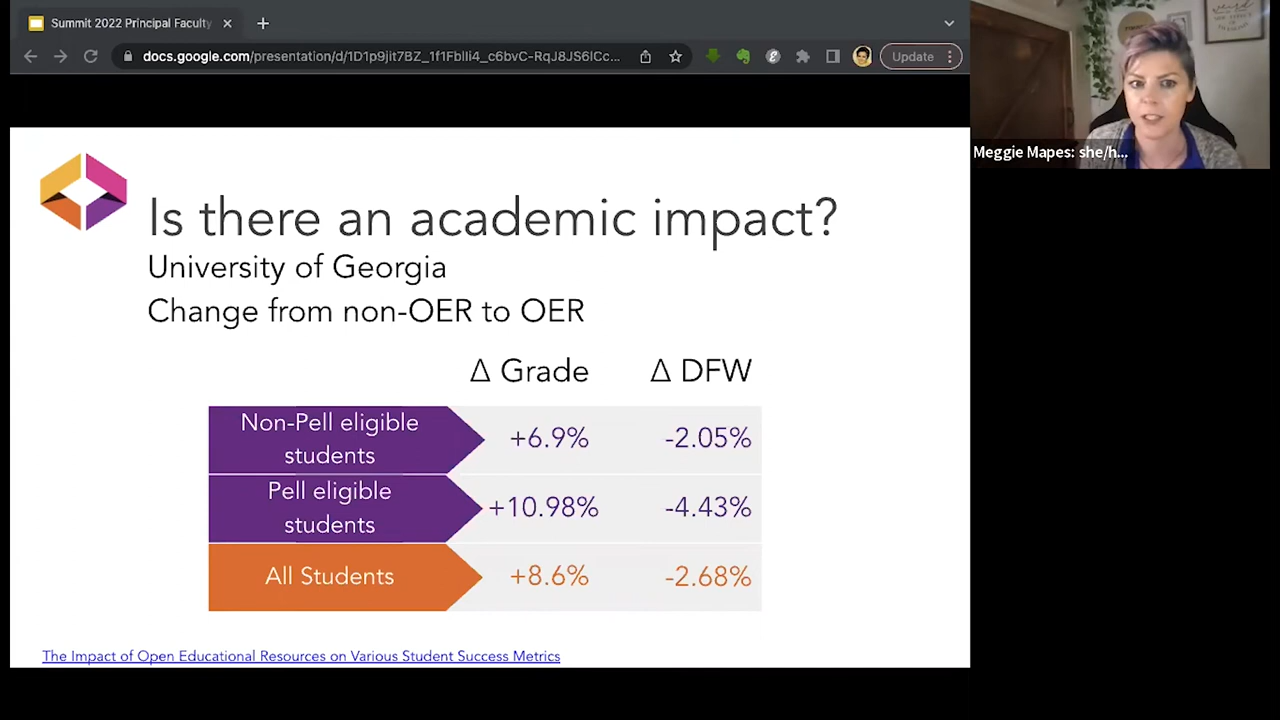 Summit 2022 Principal Faculty
docs.google.com/presentation/d/1D1p9jit7BZ_1f1FbIli4_c6bvC-RqJ8JS6lCc...
Update
Meggie Mapes: she/h...
Is there an academic impact?
University of Georgia
Change from non-OER to OER
Δ Grade Δ DFW
Non-Pell eligible
students
+6.9% -2.05%
Pell eligible
students
+10.98% -4.43%
All Students +8.6% -2.68%
The Impact of Open Educational Resources on Various Student Success Metrics